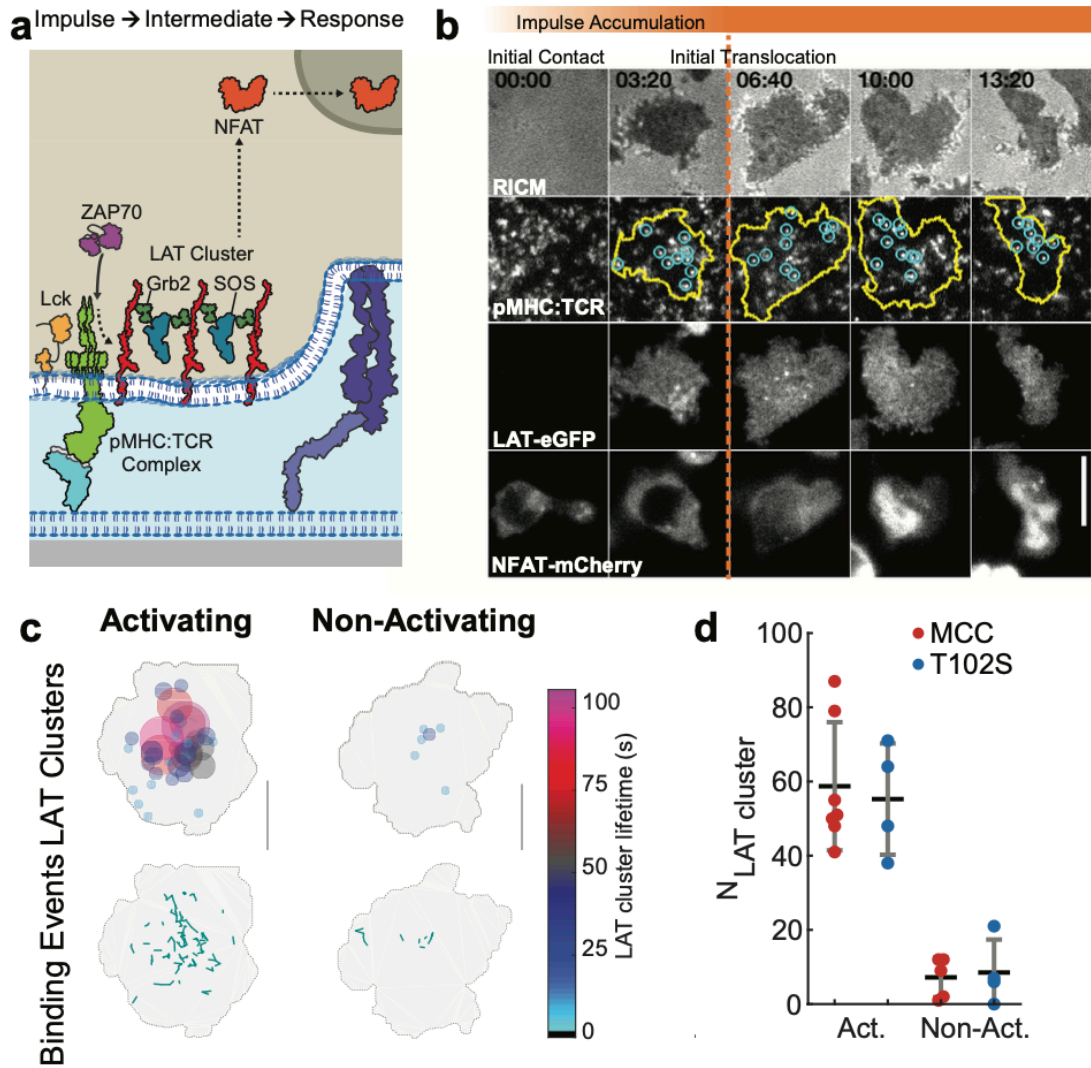 a Impulse → Intermediate → Response
NFAT
ZAP70
LAT Cluster
Grb2 SOS
Lck
pMHC:TCR
Complex
b Impulse Accumulation
Initial Contact Initial Translocation
00:00 03:20 06:40 10:00 13:20
RICM
pMHC:TCR
LAT-eGFP
NFAT-mCherry
c Activating Non-Activating
Binding Events LAT Clusters
100
75
50
25
0
LAT cluster lifetime (s)
d
MCC
T102S
N LAT cluster
100
80
60
40
20
0
Act. Non-Act.